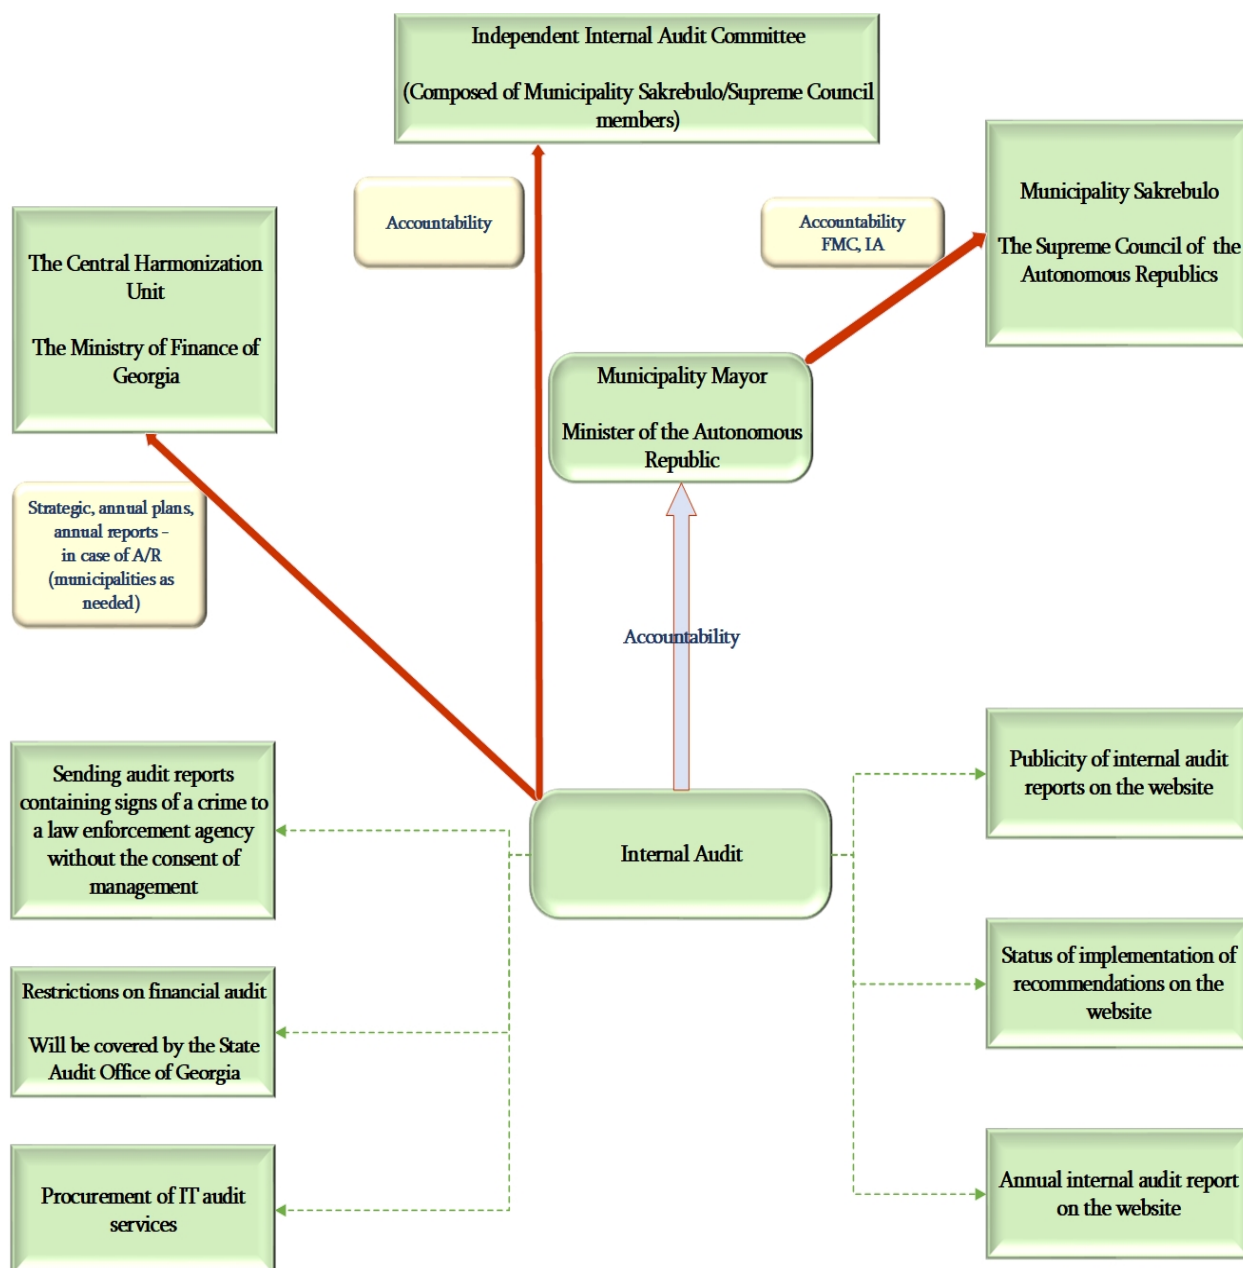 Independent Internal Audit Committee
(Composed of Municipality Sakrebulo/Supreme Council
members)
Accountability
Accountability
FMC, IA
Municipality Sakrebulo
The Supreme Council of the
Autonomous Republics
The Central Harmonization
Unit
The Ministry of Finance of
Georgia
Municipality Mayor
Minister of the Autonomous
Republic
Strategic, annual plans,
annual reports -
in case of A/R
(municipalities as
needed)
Accountability
Sending audit reports
containing signs of a crime to
a law enforcement agency
without the consent of
management
Internal Audit
Publicity of internal audit
reports on the website
Restrictions on financial audit
Will be covered by the State
Audit Office of Georgia
Status of implementation of
recommendations on the
website
Procurement of IT audit
services
Annual internal audit report
on the website